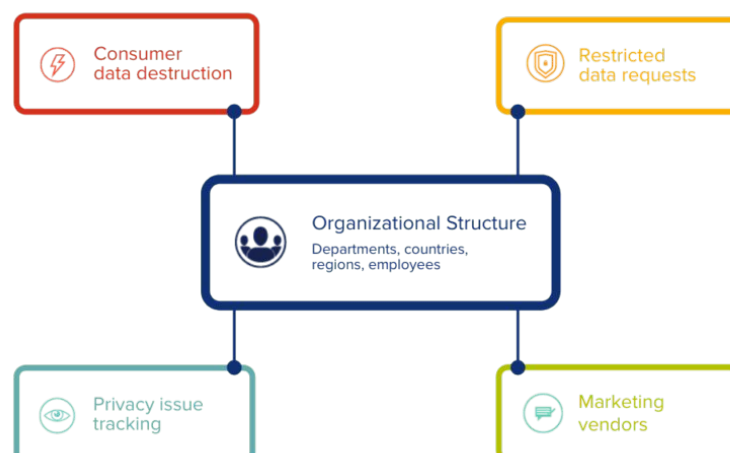 Consumer
data destruction
Restricted
data requests
Organizational Structure
Departments, countries,
regions, employees
Privacy issue
tracking
Marketing
vendors